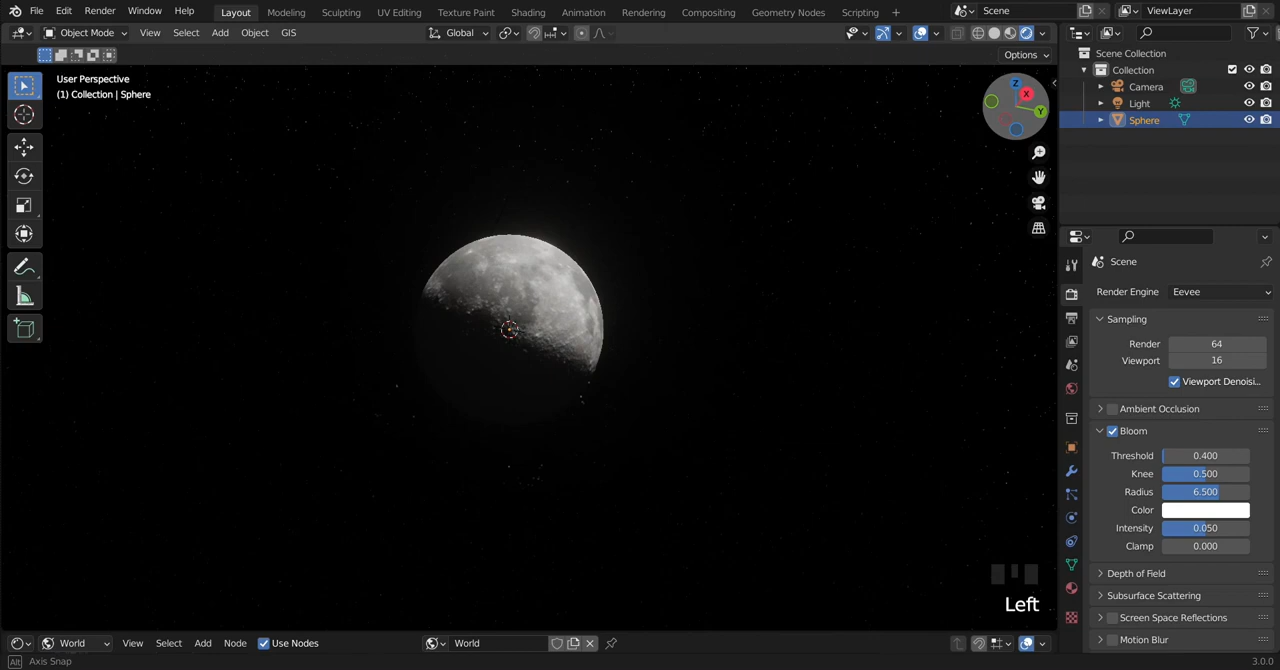 File Edit Render Window Help Layout Modeling Sculpting UV Editing Texture Paint Shading Animation Rendering Compositing Geometry Nodes Scripting + Scene ViewLayer
Object Mode View Select Add Object GIS Global
Options
User Perspective
(1) Collection | Sphere
X
Y
Z
Scene Collection
Collection
Camera
Light
Sphere
Scene
Render Engine Eevee
Sampling
Render 64
Viewport 16
Viewport Denoisi...
Ambient Occlusion
Bloom
Threshold 0.400
Knee 0.500
Radius 6.500
Color
Intensity 0.050
Clamp 0.000
Depth of Field
Subsurface Scattering
Screen Space Reflections
Motion Blur
Left
World View Select Add Node Use Nodes World
Alt Axis Snap 3.0.0